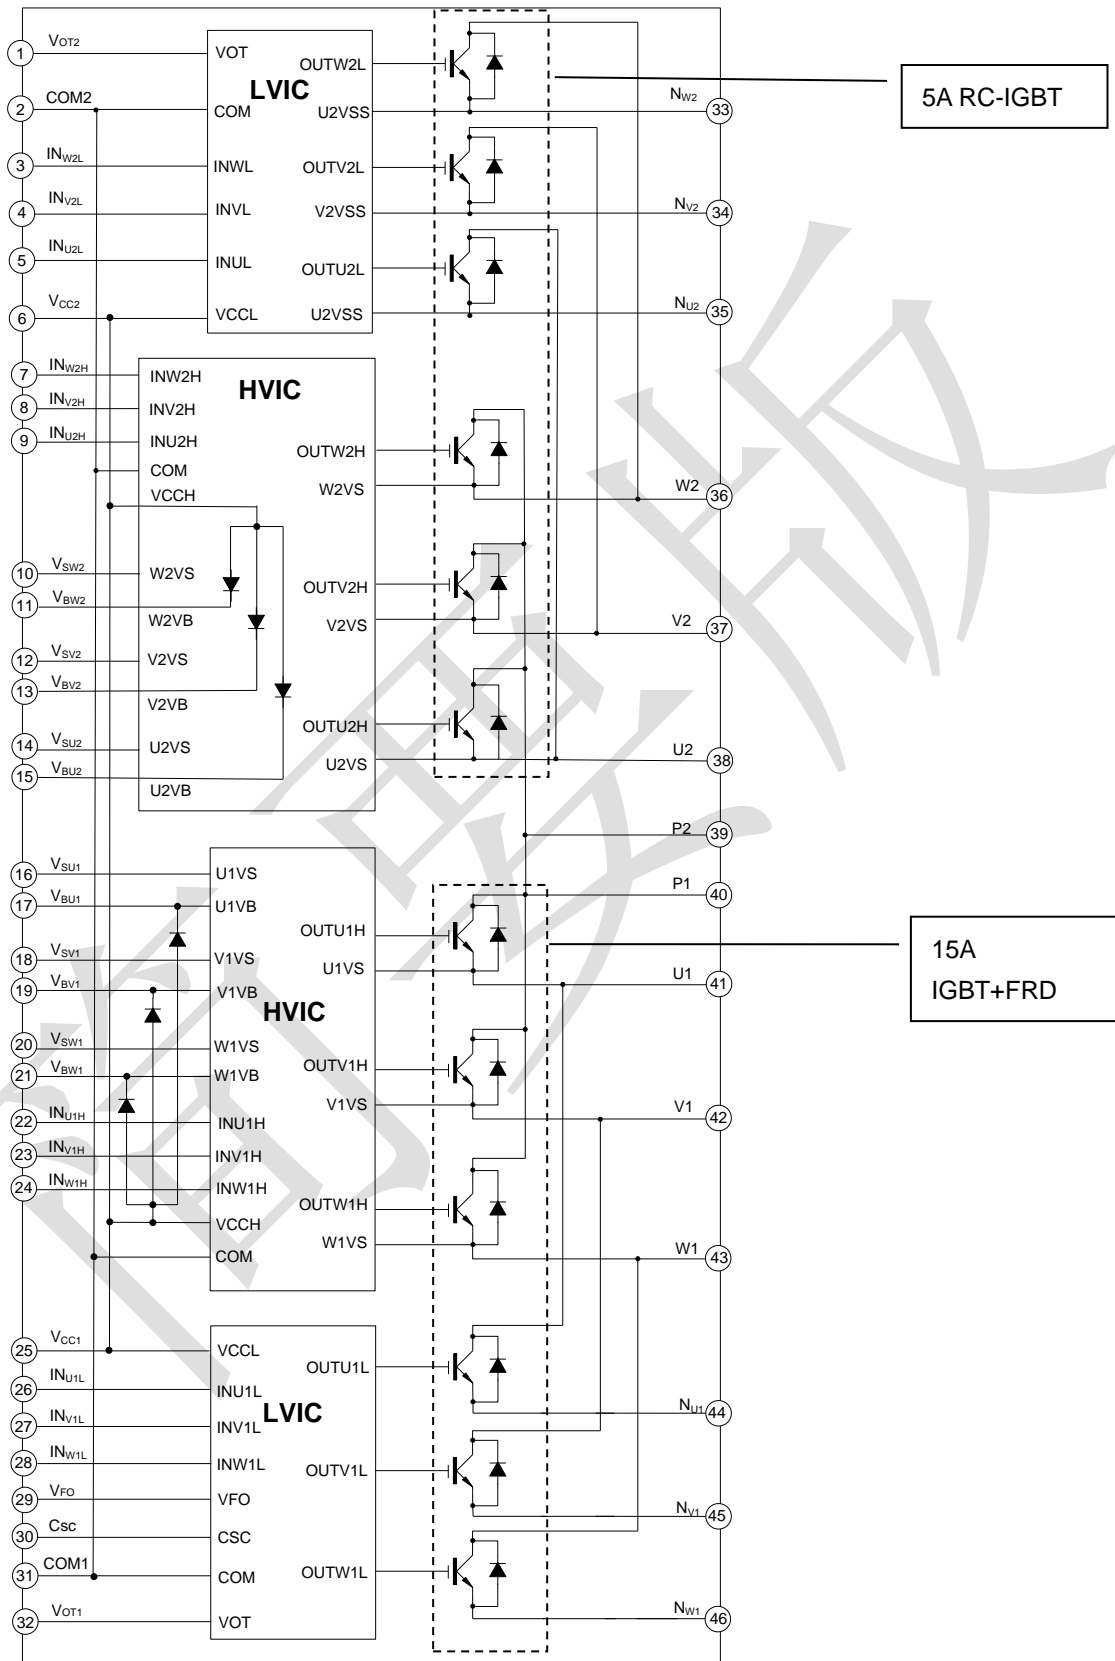 1 VOT2 VOT
2 COM2 COM
3 INW2L INWL
4 INV2L INVL
5 INU2L INUL
6 VCC2 VCCL
LVIC
OUTW2L
U2VSS NW2 33
OUTV2L
V2VSS NV2 34
OUTU2L
U2VSS NU2 35
5A RC-IGBT
7 INW2H INW2H
8 INV2H INV2H
9 INU2H INU2H
COM
VCCH
HVIC
10 VSW2 W2VS
11 VBW2 W2VB
12 VSV2 V2VS
13 VBV2 V2VB
14 VSU2 U2VS
15 VBU2 U2VB
OUTW2H
W2VS W2 36
OUTV2H
V2VS V2 37
OUTU2H
U2VS U2 38
P2 39
P1 40
16 VSU1 U1VS
17 VBU1 U1VB
18 VSV1 V1VS
19 VBV1 V1VB
20 VSW1 W1VS
21 VBW1 W1VB
22 INU1H INU1H
23 INV1H INV1H
24 INW1H INW1H
VCCH
COM
HVIC
OUTU1H
U1VS U1 41
OUTV1H
V1VS V1 42
OUTW1H
W1VS W1 43
15A
IGBT+FRD
25 VCC1 VCCL
26 INU1L INU1L
27 INV1L INV1L
28 INW1L INW1L
29 VFO VFO
30 Csc CSC
31 COM1 COM
32 VOT1 VOT
LVIC
OUTU1L
NU1 44
OUTV1L
NV1 45
OUTW1L
NW1 46